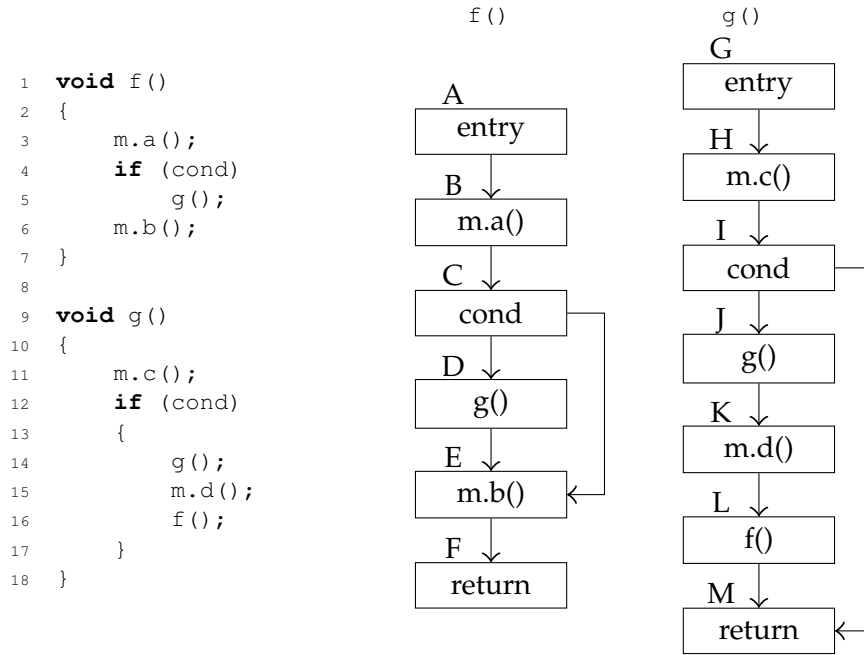 f() g()
1 void f()
2 {
3 m.a();
4 if (cond)
5 g();
6 m.b();
7 }
8
9 void g()
10 {
11 m.c();
12 if (cond)
13 {
14 g();
15 m.d();
16 f();
17 }
18 }
A
entry
B
m.a()
C
cond
D
g()
E
m.b()
F
return
G
entry
H
m.c()
I
cond
J
g()
K
m.d()
L
f()
M
return